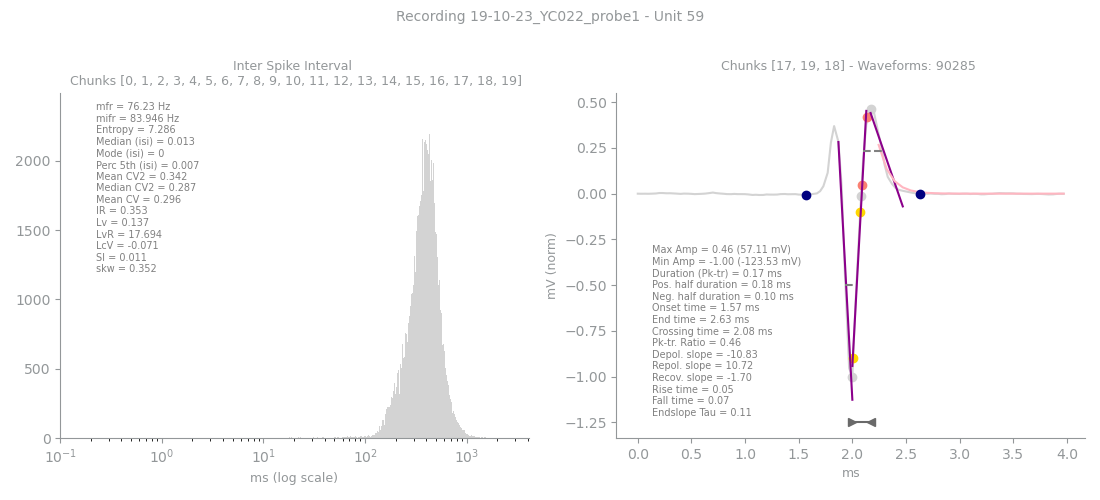 Recording 19-10-23_YC022_probe1 - Unit 59
Inter Spike Interval
Chunks [0, 1, 2, 3, 4, 5, 6, 7, 8, 9, 10, 11, 12, 13, 14, 15, 16, 17, 18, 19]
mfr = 76.23 Hz
mifr = 83.946 Hz
Entropy = 7.286
Median (isi) = 0.013
Mode (isi) = 0
Perc 5th (isi) = 0.007
Mean CV2 = 0.342
Median CV2 = 0.287
Mean CV = 0.296
IR = 0.353
Lv = 0.137
LvR = 17.694
LcV = -0.071
SI = 0.011
skw = 0.352
2000
1500
1000
500
0
10⁻¹ 10⁰ 10¹ 10² 10³
ms (log scale)
Chunks [17, 19, 18] - Waveforms: 90285
0.50
0.25
0.00
−0.25
−0.50
−0.75
−1.00
−1.25
mV (norm)
Max Amp = 0.46 (57.11 mV)
Min Amp = -1.00 (-123.53 mV)
Duration (Pk-tr) = 0.17 ms
Pos. half duration = 0.18 ms
Neg. half duration = 0.10 ms
Onset time = 1.57 ms
End time = 2.63 ms
Crossing time = 2.08 ms
Pk-tr. Ratio = 0.46
Depol. slope = -10.83
Repol. slope = 10.72
Recov. slope = -1.70
Rise time = 0.05
Fall time = 0.07
Endslope Tau = 0.11
0.0 0.5 1.0 1.5 2.0 2.5 3.0 3.5 4.0
ms